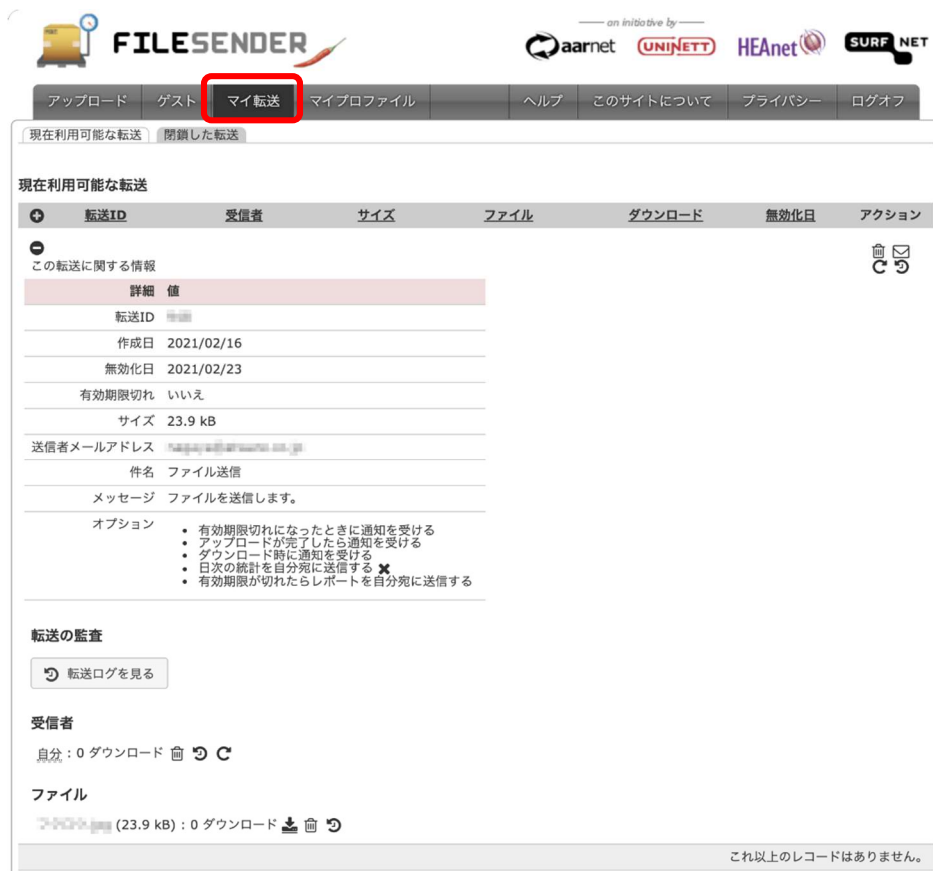 FILESENDER
an initiative by
aarnet UNINETT HEAnet SURF NET
アップロード ゲスト マイ転送 マイプロファイル ヘルプ このサイトについて プライバシー ログオフ
現在利用可能な転送 閉鎖した転送
現在利用可能な転送
転送ID 受信者 サイズ ファイル ダウンロード 無効化日 アクション
この転送に関する情報
詳細 値
転送ID
作成日 2021/02/16
無効化日 2021/02/23
有効期限切れ いいえ
サイズ 23.9 kB
送信者メールアドレス
件名 ファイル送信
メッセージ ファイルを送信します。
オプション
• 有効期限切れになったときに通知を受ける
• アップロードが完了したら通知を受ける
• ダウンロード時に通知を受ける
• 日次の統計を自分宛に送信する ✖
• 有効期限が切れたらレポートを自分宛に送信する
転送の監査
転送ログを見る
受信者
自分 : 0 ダウンロード
ファイル
(23.9 kB) : 0 ダウンロード
これ以上のレコードはありません。